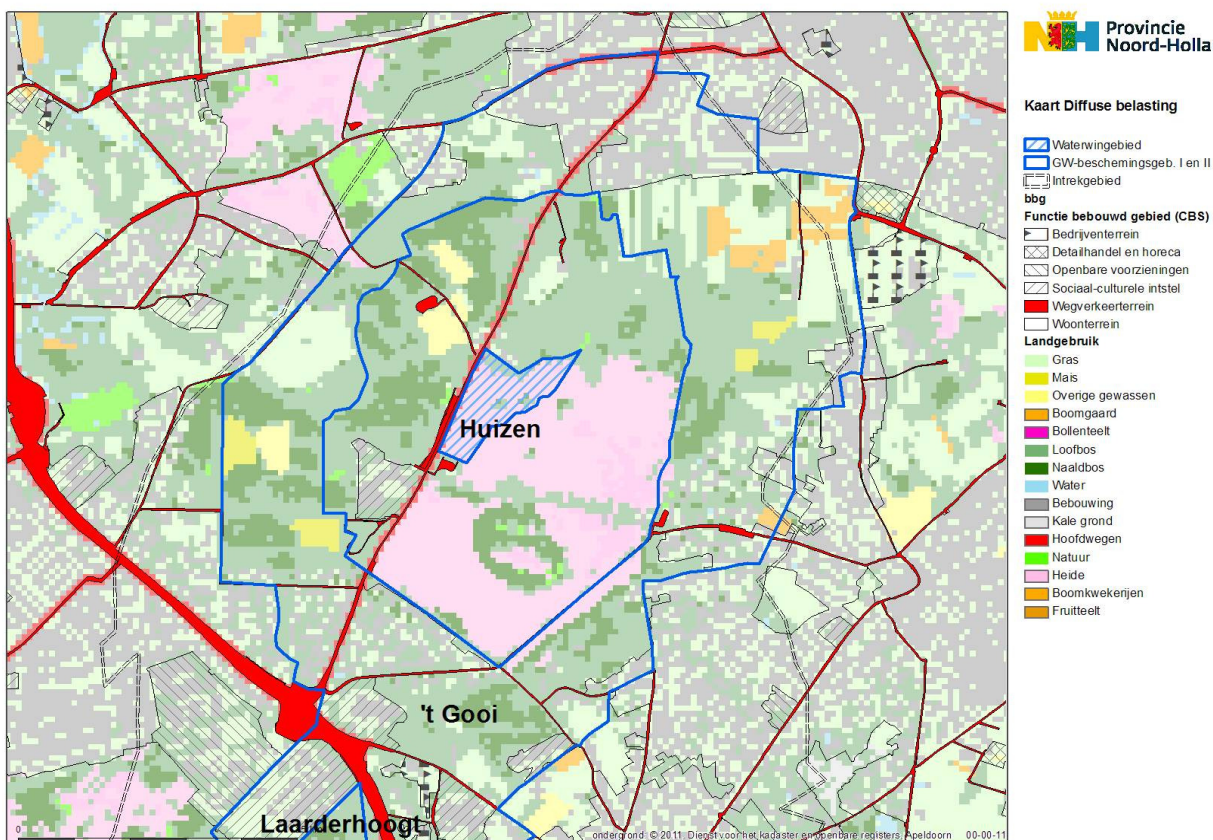 Provincie
Noord-Holla
Kaart Diffuse belasting
Waterwingebied
GW-beschemingsgeb. I en II
Intrekgebied
bbg
Functie bebouwd gebied (CBS)
Bedrijventerrein
Detailhandel en horeca
Openbare voorzieningen
Sociaal-culturele intstel
Wegverkeerterrein
Woonterrein
Landgebruik
Gras
Mais
Overige gewassen
Boomgaard
Bollenteelt
Loofbos
Naaldbos
Water
Bebouwing
Kale grond
Hoofdwegen
Natuur
Heide
Boomkwekerijen
Fruitteelt
Huizen
't Gooi
Laarderhoogt
0
ondergrond © 2011, Dienst voor het kadaster en openbare registers, Apeldoorn 00-00-11